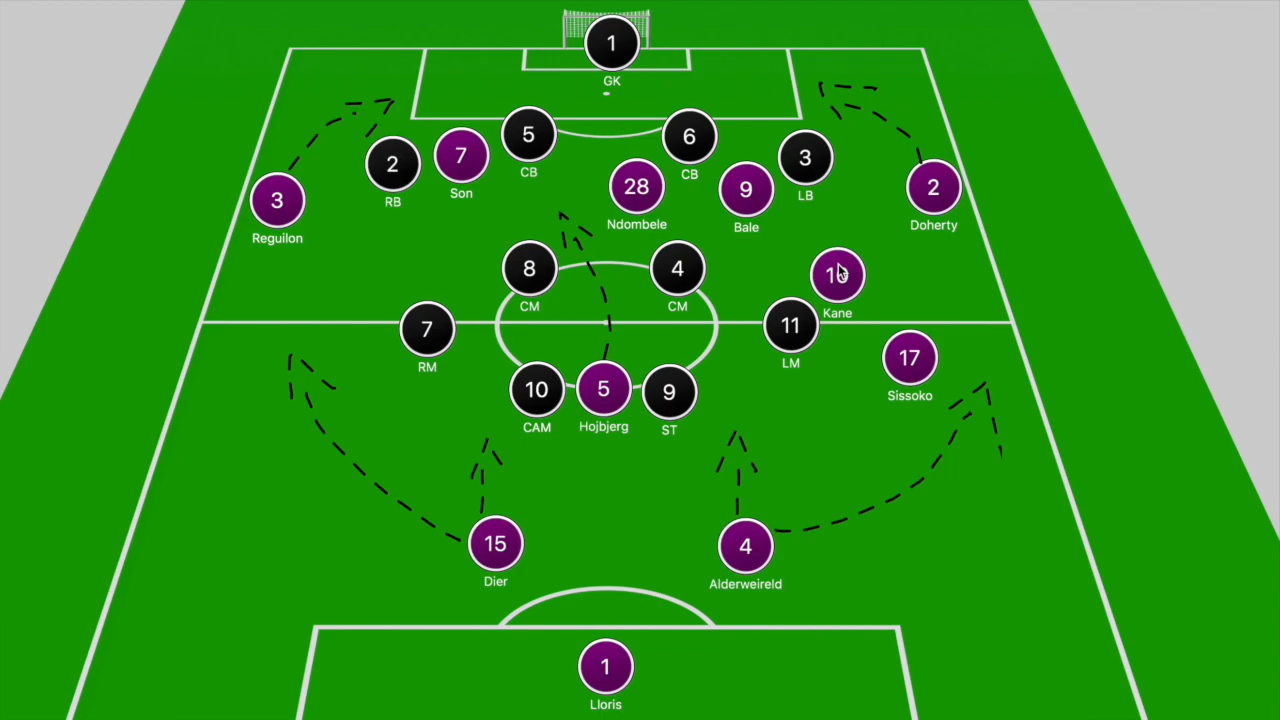 1
GK
5
CB
6
CB
7
Son
2
RB
3
LB
28
Ndombele
9
Bale
2
Doherty
3
Reguilon
8
CM
4
CM
Kane
7
RM
11
LM
17
Sissoko
10
CAM
5
Hojbjerg
9
ST
15
Dier
4
Alderweireld
1
Lloris